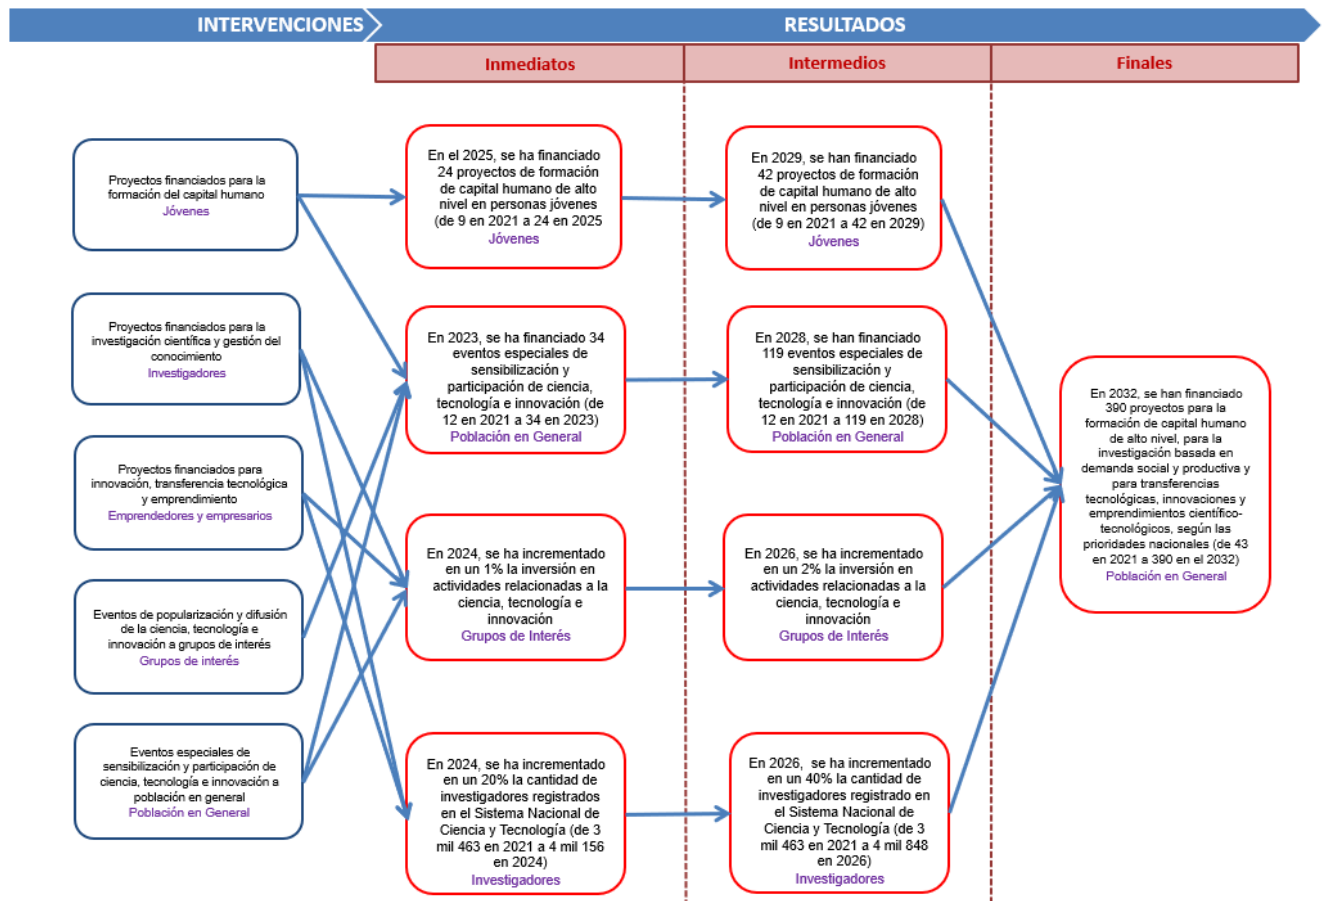 INTERVENCIONES
RESULTADOS
Inmediatos
Intermedios
Finales
Proyectos financiados para la
formación del capital humano
Jóvenes
Proyectos financiados para la
investigación científica y gestión del
conocimiento
Investigadores
Proyectos financiados para
innovación, transferencia tecnológica
y emprendimiento
Emprendedores y empresarios
Eventos de popularización y difusión
de la ciencia, tecnología e
innovación a grupos de interés
Grupos de interés
Eventos especiales de
sensibilización y participación de
ciencia, tecnología e innovación a
población en general
Población en General
En el 2025, se ha financiado
24 proyectos de formación
de capital humano de alto
nivel en personas jóvenes
(de 9 en 2021 a 24 en 2025
Jóvenes
En 2023, se ha financiado 34
eventos especiales de
sensibilización y
participación de ciencia,
tecnología e innovación (de
12 en 2021 a 34 en 2023)
Población en General
En 2024, se ha incrementado
en un 1% la inversión en
actividades relacionadas a la
ciencia, tecnología e
innovación
Grupos de Interés
En 2024, se ha incrementado
en un 20% la cantidad de
investigadores registrados
en el Sistema Nacional de
Ciencia y Tecnología (de 3
mil 463 en 2021 a 4 mil 156
en 2024)
Investigadores
En 2029, se han financiado
42 proyectos de formación
de capital humano de alto
nivel en personas jóvenes
(de 9 en 2021 a 42 en 2029)
Jóvenes
En 2028, se han financiado
119 eventos especiales de
sensibilización y
participación de ciencia,
tecnología e innovación (de
12 en 2021 a 119 en 2028)
Población en General
En 2026, se ha incrementado
en un 2% la inversión en
actividades relacionadas a la
ciencia, tecnología e
innovación
Grupos de Interés
En 2026, se ha incrementado
en un 40% la cantidad de
investigadores registrado en
el Sistema Nacional de
Ciencia y Tecnología (de 3
mil 463 en 2021 a 4 mil 848
en 2026)
Investigadores
En 2032, se han financiado
390 proyectos para la
formación de capital humano
de alto nivel, para la
investigación basada en
demanda social y productiva y
para transferencias
tecnológicas, innovaciones y
emprendimientos científico-
tecnológicos, según las
prioridades nacionales (de 43
en 2021 a 390 en el 2032)
Población en General